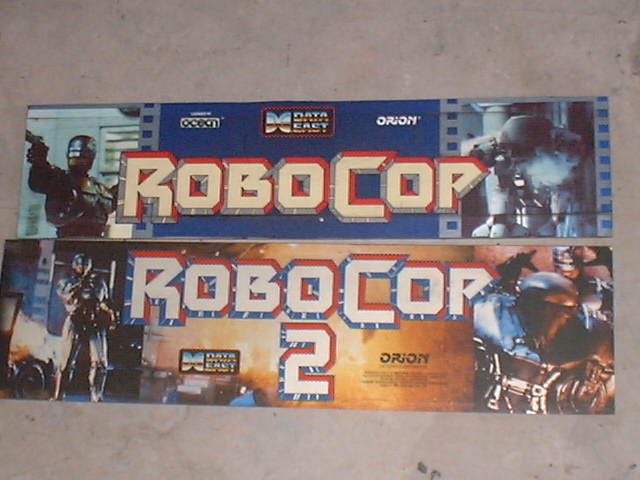 ocean
DATA
EAST
ORION
ROBOCOP
ROBOCOP
2
DATA
EAST
ORION